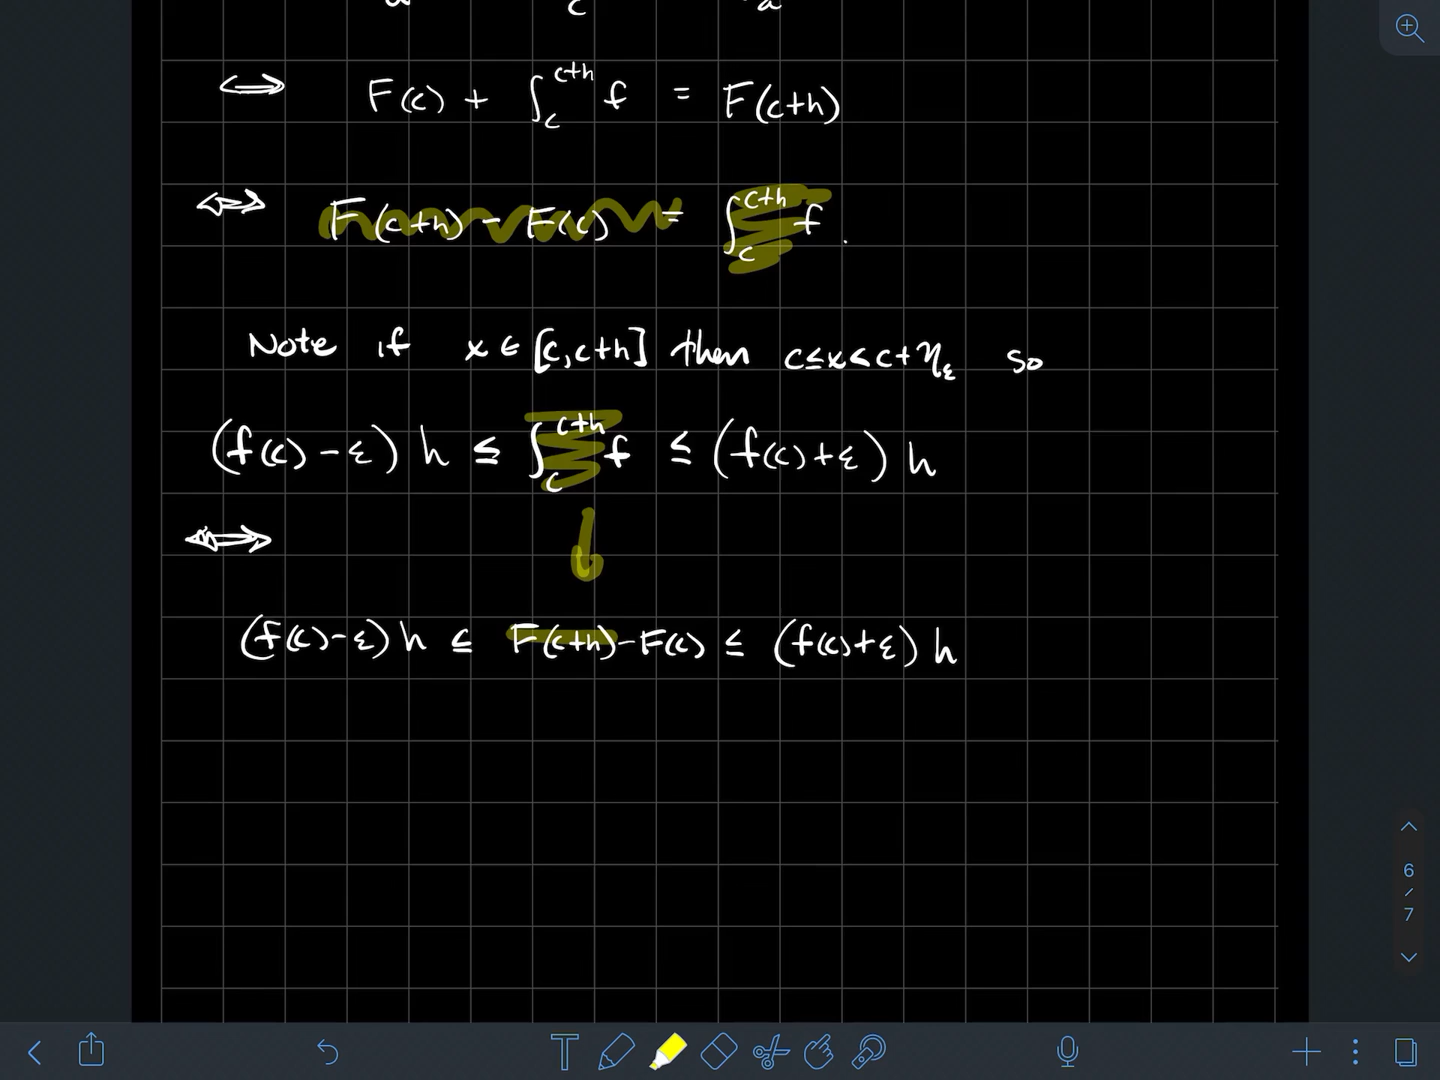 a c a
⟺ F(c) + ∫_c^{c+h} f = F(c+h)
⟺ F(c+h) - F(c) = ∫_c^{c+h} f.
Note if x ∈ [c, c+h] then c≤x<c+η_ε so
(f(c) - ε) h ≤ ∫_c^{c+h} f ≤ (f(c)+ε) h
⟺
(f(c)-ε) h ≤ F(c+h)-F(c) ≤ (f(c)+ε) h
6
/
7
T